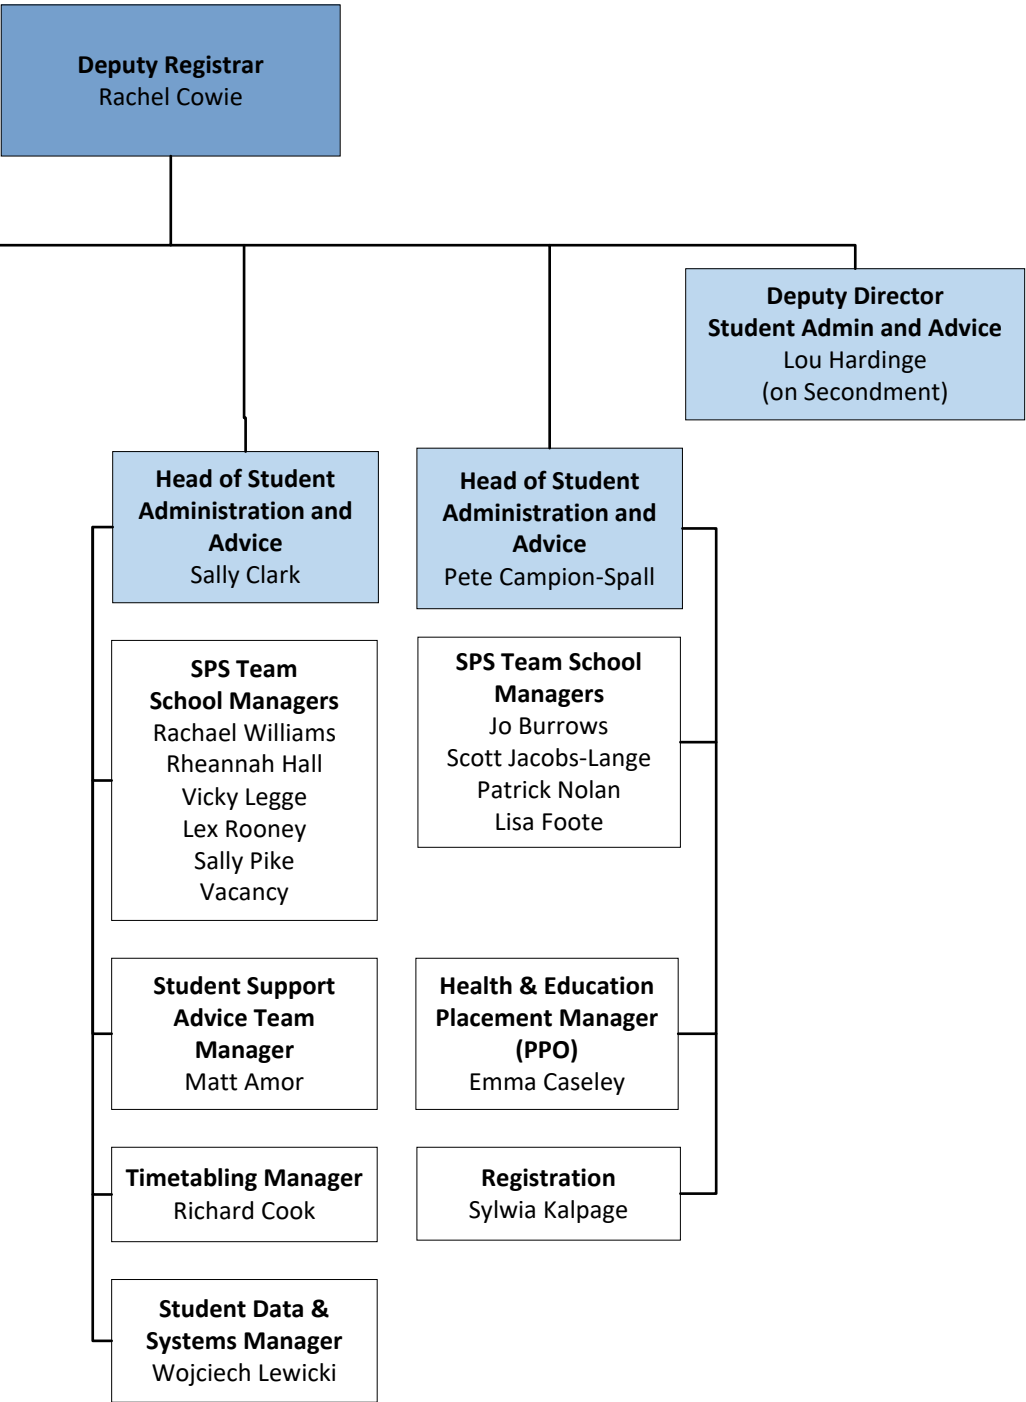 Deputy Registrar
Rachel Cowie
Deputy Director
Student Admin and Advice
Lou Hardinge
(on Secondment)
Head of Student
Administration and
Advice
Sally Clark
Head of Student
Administration and
Advice
Pete Campion-Spall
SPS Team
School Managers
Rachael Williams
Rheannah Hall
Vicky Legge
Lex Rooney
Sally Pike
Vacancy
SPS Team School
Managers
Jo Burrows
Scott Jacobs-Lange
Patrick Nolan
Lisa Foote
Student Support
Advice Team
Manager
Matt Amor
Health & Education
Placement Manager
(PPO)
Emma Caseley
Timetabling Manager
Richard Cook
Registration
Sylwia Kalpage
Student Data &
Systems Manager
Wojciech Lewicki